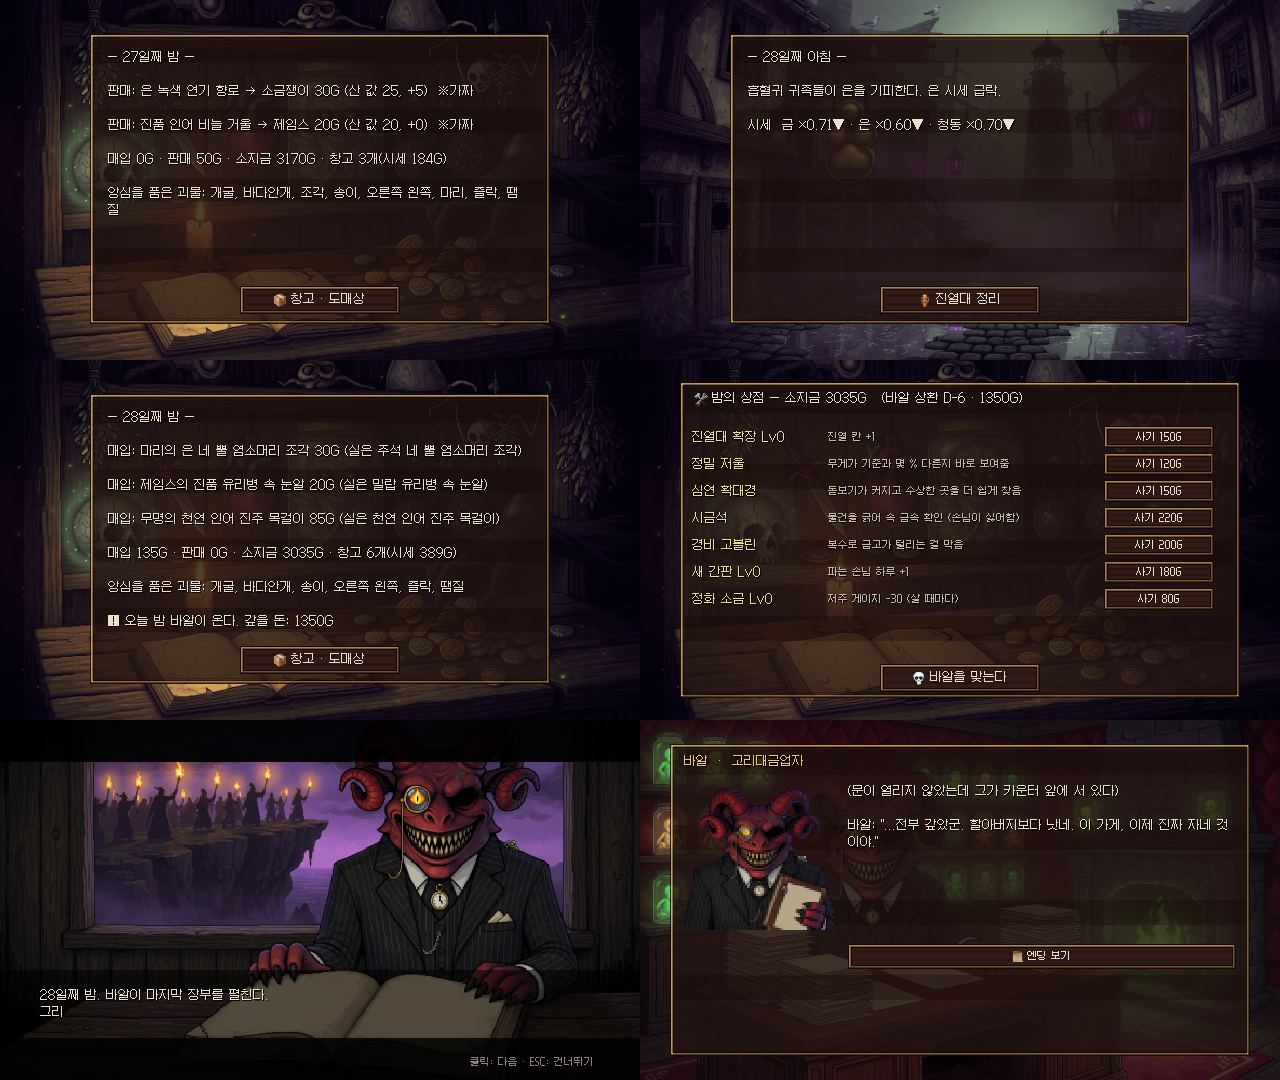 — 27일째 밤 —
판매: 은 녹색 연기 향로 → 소금쟁이 30G (산 값 25, +5) ※가짜
판매: 진품 인어 비늘 거울 → 제임스 20G (산 값 20, +0) ※가짜
매입 0G · 판매 50G · 소지금 3170G · 창고 3개(시세 184G)
앙심을 품은 괴물: 개굴, 바다안개, 조각, 송이, 오른쪽 왼쪽, 마리, 즐락, 땜
질
창고 · 도매상
— 28일째 아침 —
흡혈귀 귀족들이 은을 기피한다. 은 시세 급락.
시세 금 ×0.71▼ · 은 ×0.60▼ · 청동 ×0.70▼
진열대 정리
— 28일째 밤 —
매입: 마리의 은 네 뿔 염소머리 조각 30G (실은 주석 네 뿔 염소머리 조각)
매입: 제임스의 진품 유리병 속 눈알 20G (실은 밀랍 유리병 속 눈알)
매입: 무명의 천연 인어 진주 목걸이 85G (실은 천연 인어 진주 목걸이)
매입 135G · 판매 0G · 소지금 3035G · 창고 6개(시세 389G)
앙심을 품은 괴물: 개굴, 바다안개, 송이, 오른쪽 왼쪽, 즐락, 땜질
! 오늘 밤 바알이 온다. 갚을 돈: 1350G
창고 · 도매상
밤의 상점 — 소지금 3035G (바알 상환 D-6 · 1350G)
진열대 확장 Lv0 진열 칸 +1 사기 150G
정밀 저울 무게가 기준과 몇 % 다른지 바로 보여줌 사기 120G
심연 확대경 돋보기가 커지고 수상한 곳을 더 쉽게 찾음 사기 150G
시금석 물건을 긁어 속 금속 확인 (손님이 싫어함) 사기 220G
경비 고블린 복수로 금고가 털리는 걸 막음 사기 200G
새 간판 Lv0 파는 손님 하루 +1 사기 180G
정화 소금 Lv0 저주 게이지 -30 (살 때마다) 사기 80G
바알을 맞는다
28일째 밤. 바알이 마지막 장부를 펼친다.
그리
클릭: 다음 · ESC: 건너뛰기
바알 · 고리대금업자
(문이 열리지 않았는데 그가 카운터 앞에 서 있다)
바알: "...전부 갚았군. 할아버지보다 낫네. 이 가게, 이제 진짜 자네 것
이야."
엔딩 보기